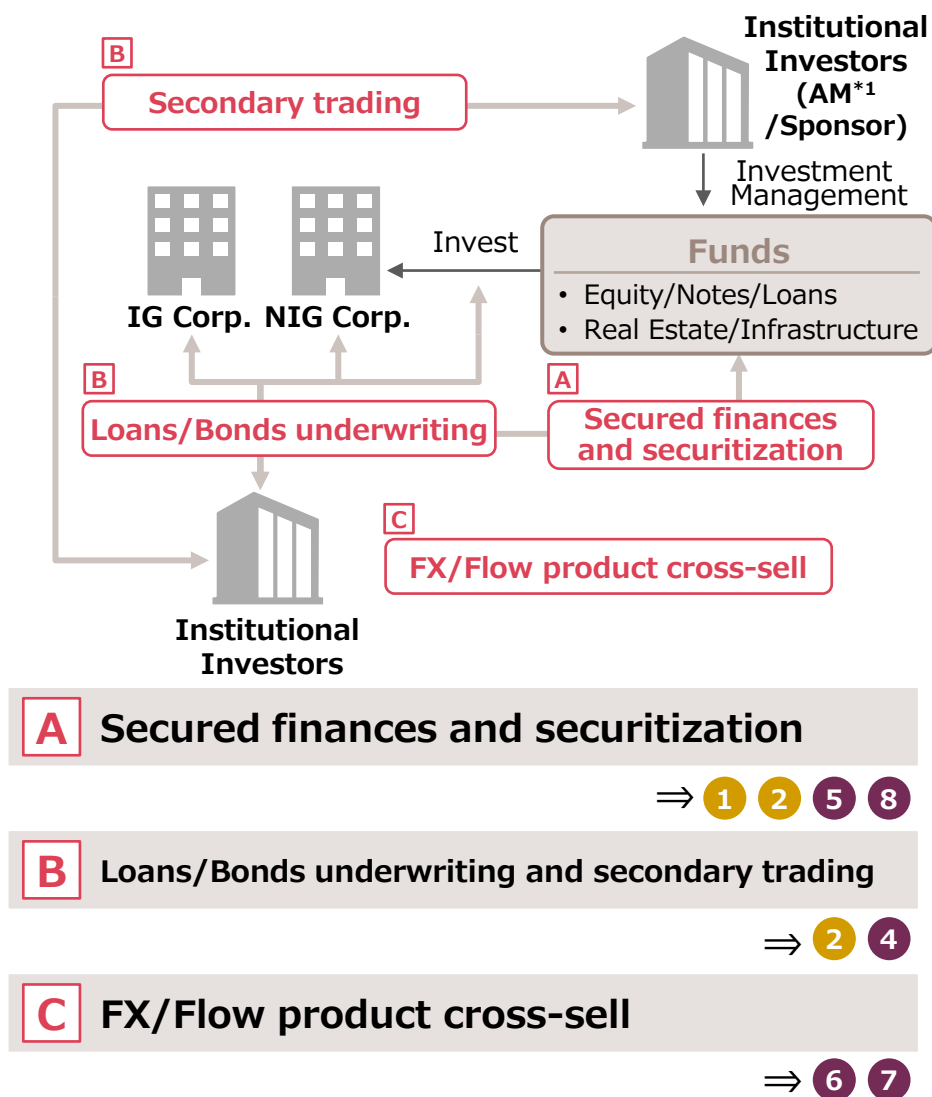 B
Secondary trading
Institutional
Investors
(AM*1
/Sponsor)
Investment
Management
Invest
Funds
• Equity/Notes/Loans
• Real Estate/Infrastructure
IG Corp.
NIG Corp.
B
Loans/Bonds underwriting
A
Secured finances
and securitization
C
FX/Flow product cross-sell
Institutional
Investors
A Secured finances and securitization
⇒ 1 2 5 8
B Loans/Bonds underwriting and secondary trading
⇒ 2 4
C FX/Flow product cross-sell
⇒ 6 7